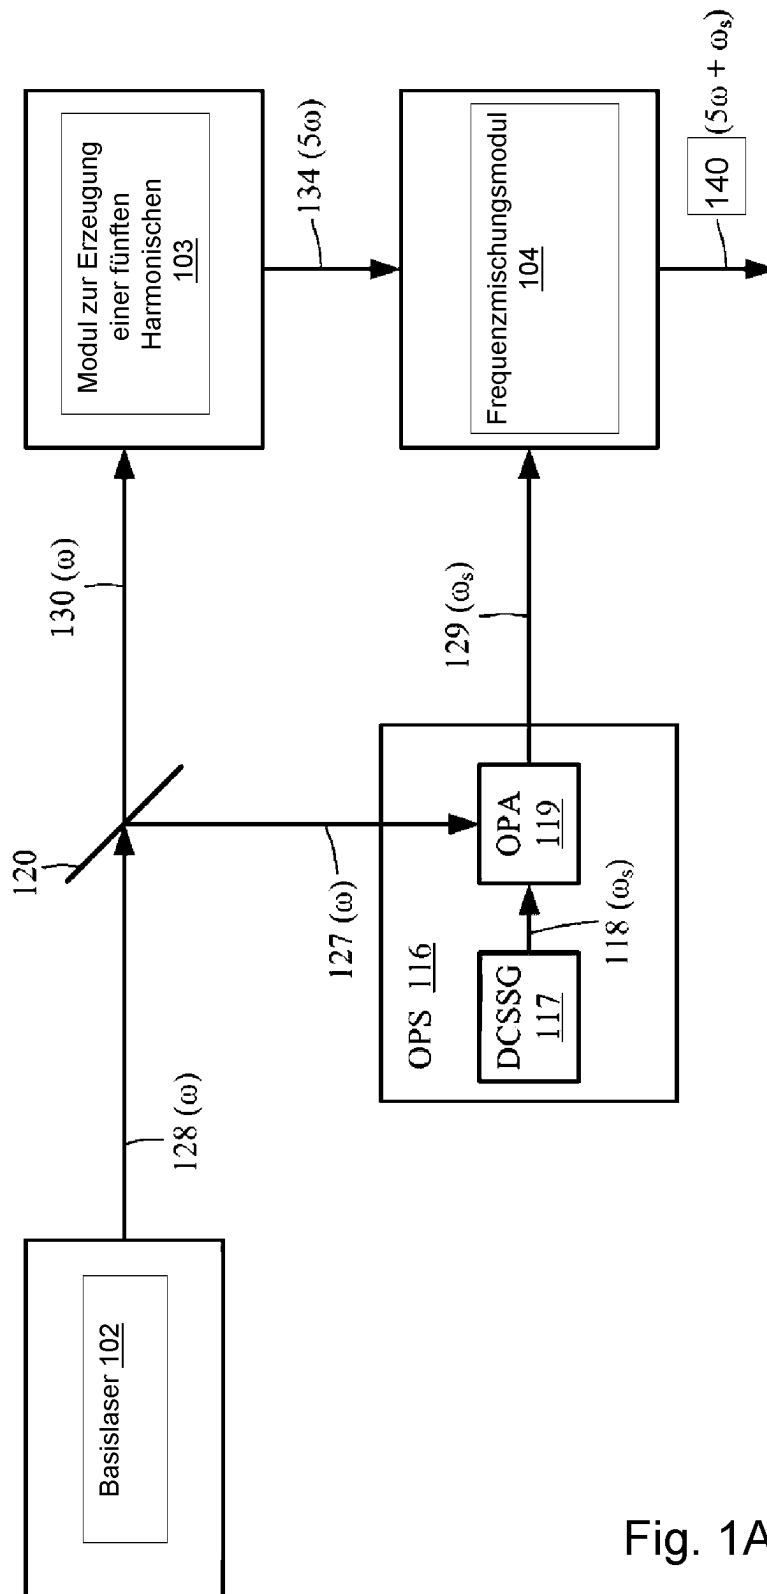 Basislaser 102
128 (ω)
120
130 (ω)
Modul zur Erzeugung
einer fünften
Harmonischen
103
134 (5ω)
127 (ω)
OPS 116
DCSSG
117
118 (ωs)
OPA
119
129 (ωs)
Frequenzmischungsmodul
104
140 (5ω + ωs)
Fig. 1A